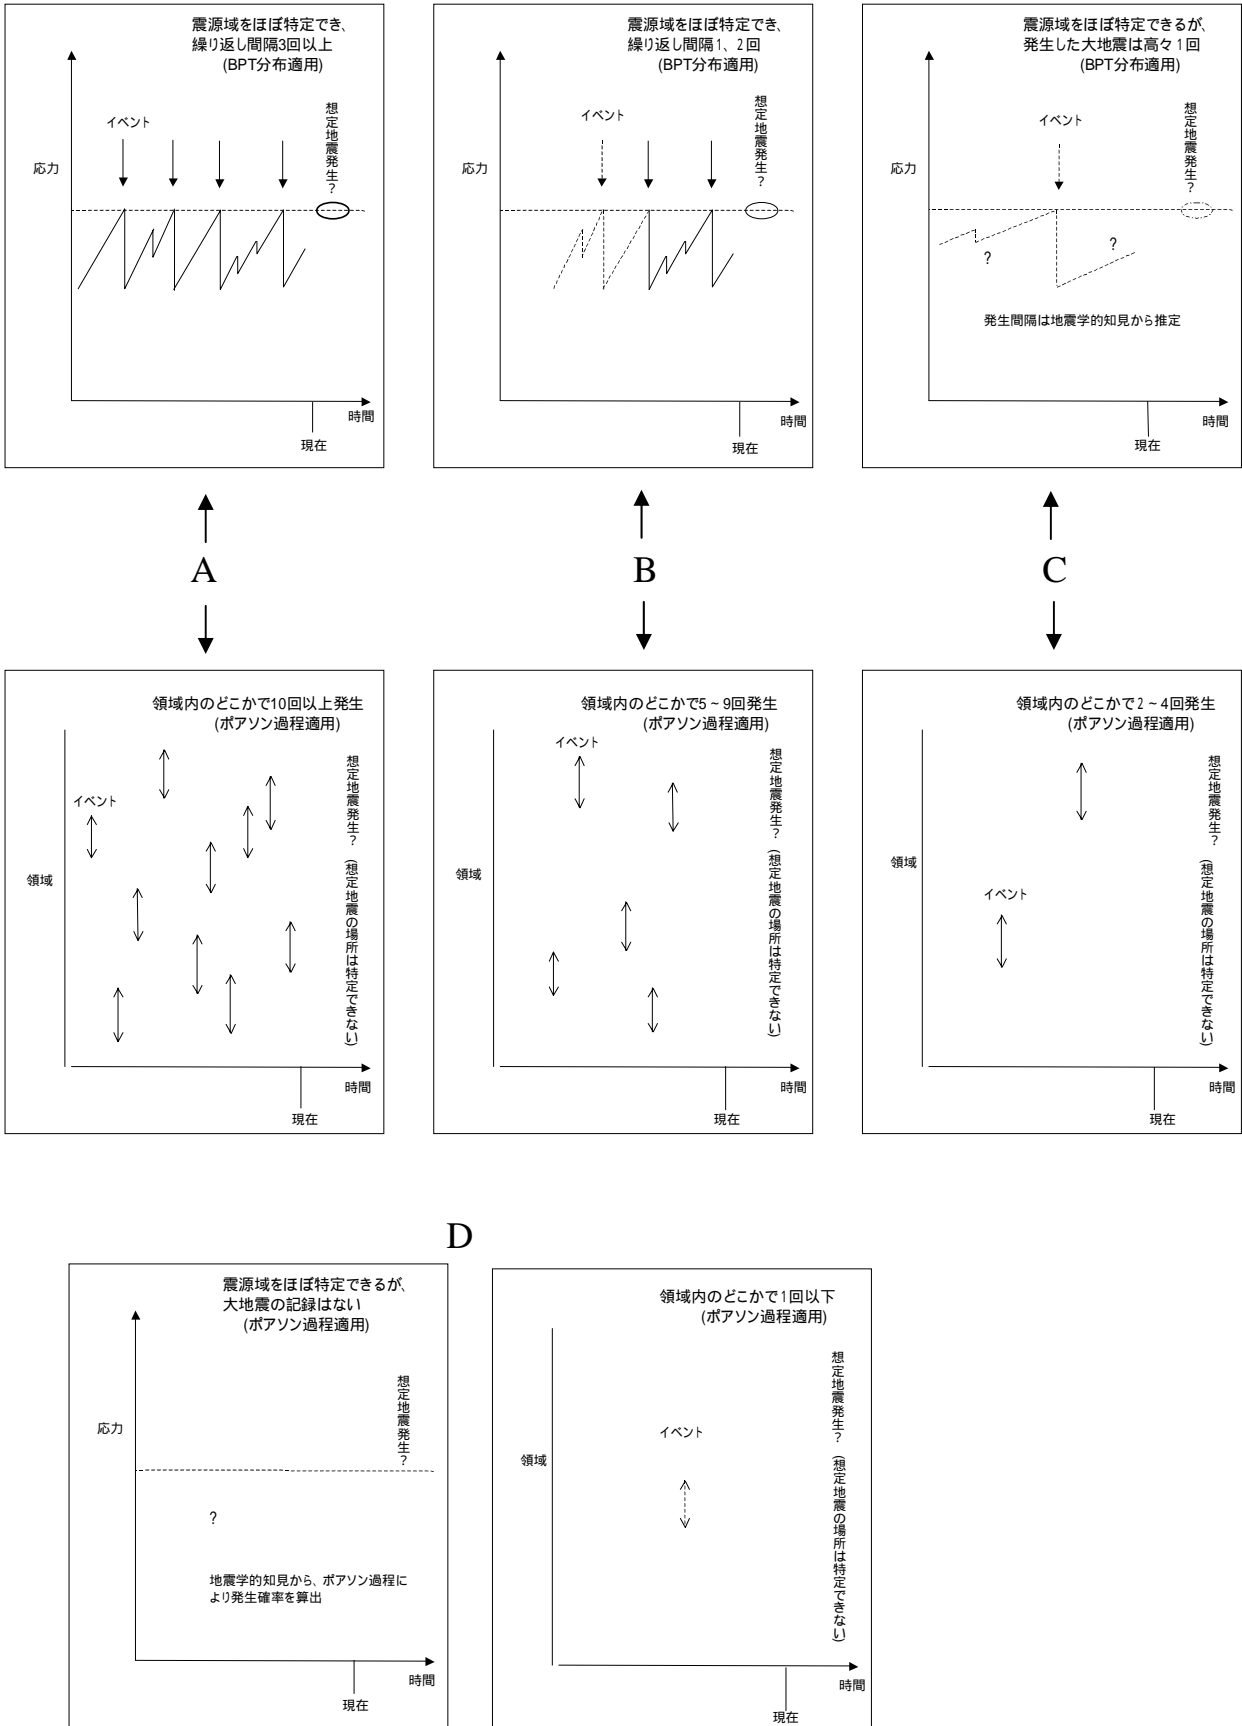 震源域をほぼ特定でき、
繰り返し間隔3回以上
(BPT分布適用)
イベント
想定地震発生?
応力
時間
現在
震源域をほぼ特定でき、
繰り返し間隔1、2回
(BPT分布適用)
イベント
想定地震発生?
応力
時間
現在
震源域をほぼ特定できるが、
発生した大地震は高々1回
(BPT分布適用)
イベント
想定地震発生?
応力
?
?
発生間隔は地震学的知見から推定
時間
現在
A
B
C
領域内のどこかで10回以上発生
(ポアソン過程適用)
イベント
想定地震発生?(想定地震の場所は特定できない)
領域
時間
現在
領域内のどこかで5~9回発生
(ポアソン過程適用)
イベント
想定地震発生?(想定地震の場所は特定できない)
領域
時間
現在
領域内のどこかで2~4回発生
(ポアソン過程適用)
イベント
想定地震発生?(想定地震の場所は特定できない)
領域
時間
現在
D
震源域をほぼ特定できるが、
大地震の記録はない
(ポアソン過程適用)
想定地震発生?
応力
?
地震学的知見から、ポアソン過程に
より発生確率を算出
時間
現在
領域内のどこかで1回以下
(ポアソン過程適用)
イベント
想定地震発生?(想定地震の場所は特定できない)
領域
時間
現在